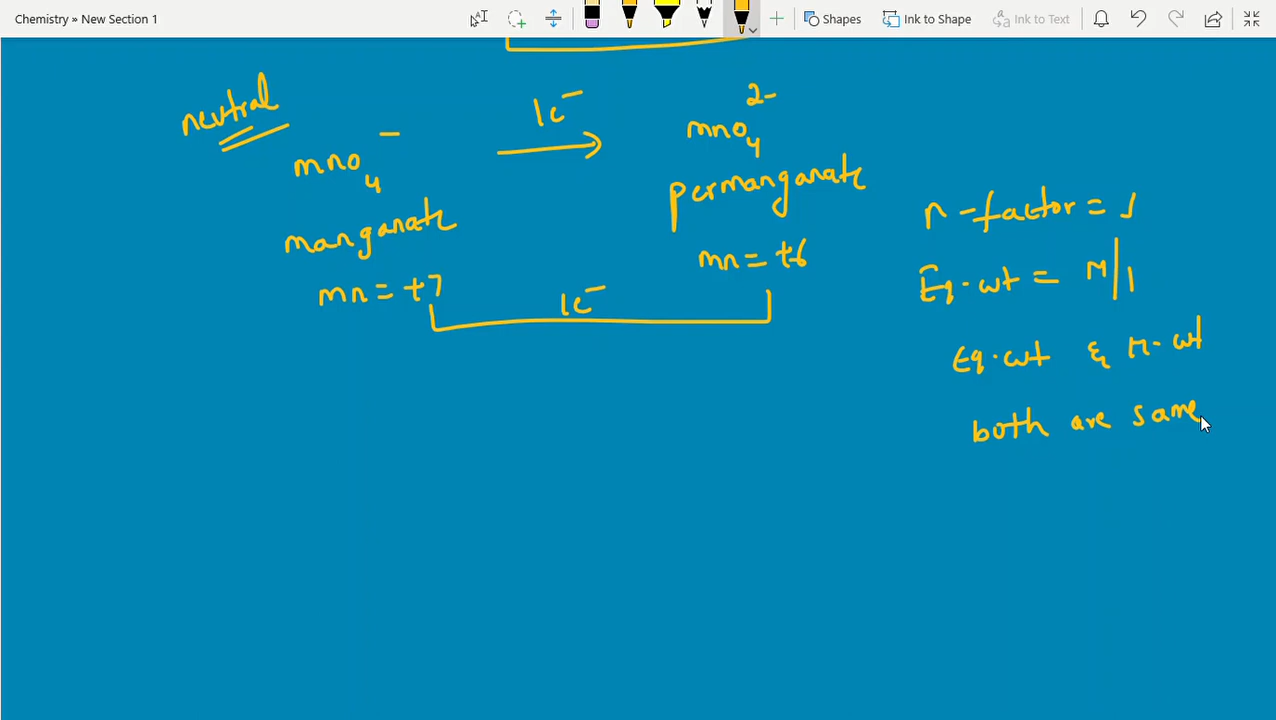 Chemistry » New Section 1
Shapes
Ink to Shape
Ink to Text
neutral
mno₄⁻ 1e⁻ → mno₄²⁻
manganate permanganate
mn = +7 mn = +6
1e⁻
n-factor = 1
Eq.wt = M/1
Eq.wt & M.wt
both are same